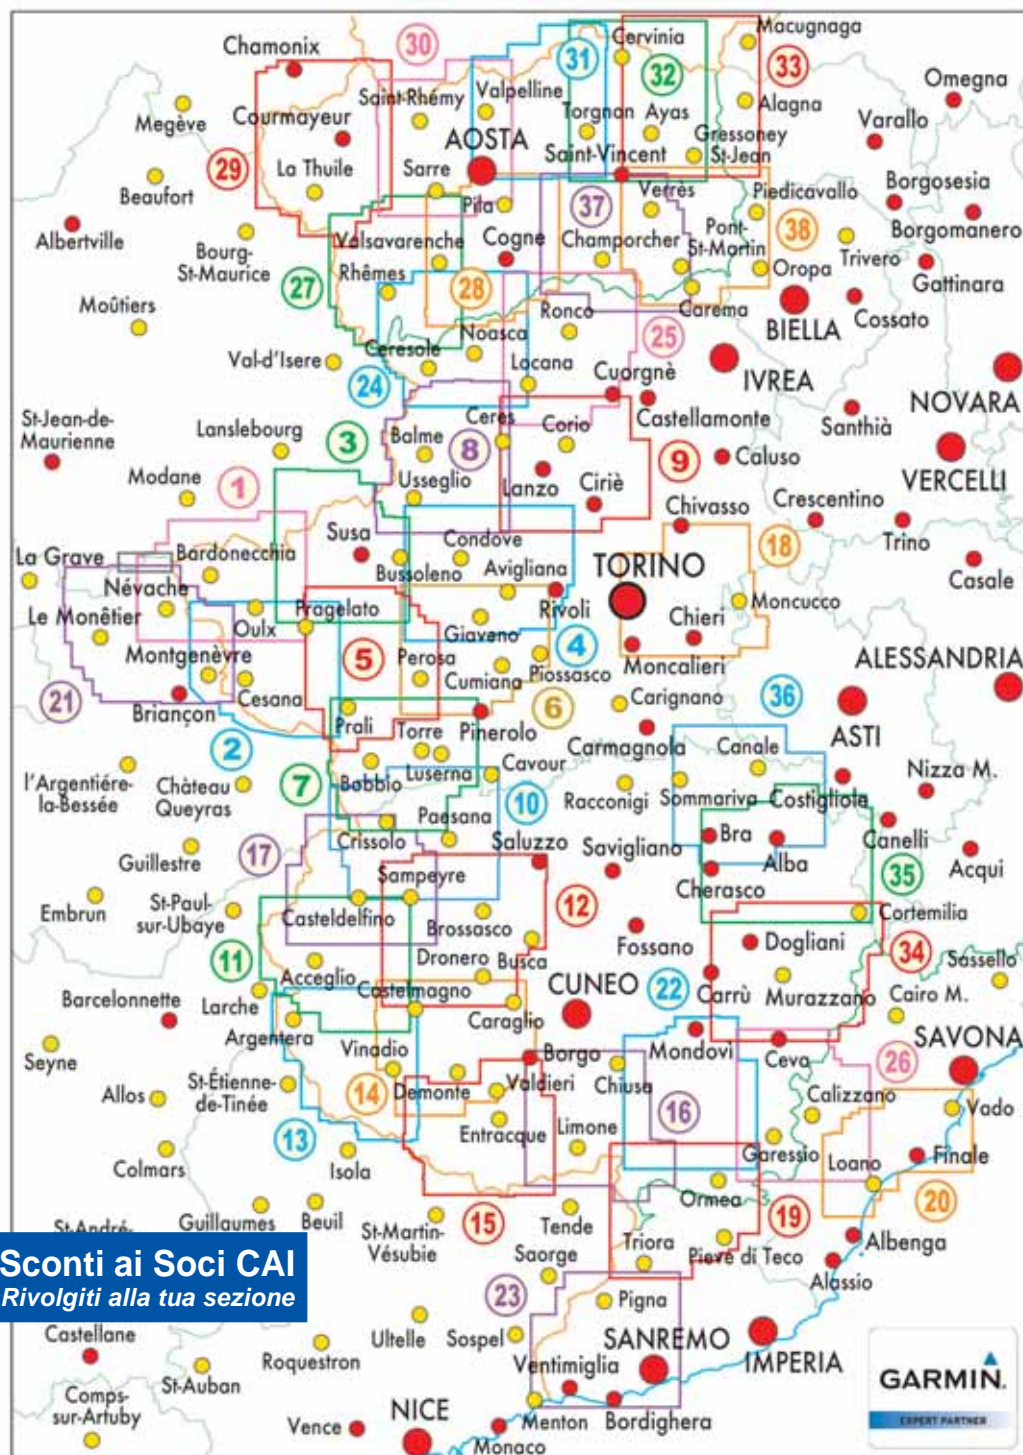 30
31
Macugnaga
Chamonix
Cervinia
33
32
Omegna
Valpelline
Saint-Rhémy
Torgnan
Ayas
Alagna
Megève
Courmayeur
AOSTA
Gressoney
St-Jean
Varallo
Saint-Vincent
29
La Thuile
Sarre
Beaufort
Pila
37
Verrès
Piedicavallo
Borgosesia
Albertville
Valsavarenche
Cogne
Champorcher
Pont-
St-Martin
38
Borgomanero
Bourg-
St-Maurice
27
Rhêmes
28
Oropa
Trivero
Gattinara
Moûtiers
Ronco
Carema
BIELLA
Cossato
Noasca
25
Val-d'Isere
Ceresole
Locana
Cuorgnè
IVREA
24
NOVARA
St-Jean-de-
Maurienne
Lanslebourg
3
Balme
8
Ceres
Corio
Castellamonte
Santhià
9
Caluso
VERCELLI
Modane
1
Usseglio
Lanzo
Ciriè
Chivasso
Crescentino
La Grave
Bardonecchia
Susa
Condove
TORINO
18
Trino
Névache
Bussoleno
Avigliana
Casale
Le Monêtier
Pragelato
Rivoli
Chieri
Moncucco
Oulx
Giaveno
4
Montgenèvre
5
Perosa
Piossasco
Moncalieri
ALESSANDRIA
21
Cesana
Cumiana
6
Carignano
36
Briançon
Prali
Pinerolo
ASTI
2
Torre
Carmagnola
Canale
l'Argentiére-
la-Bessée
Château
Queyras
7
Luserna
Cavour
Nizza M.
Bobbio
10
Racconigi
Sommariva
Costigliole
Paesana
Canelli
Guillestre
17
Crissolo
Saluzzo
Savigliano
Bra
Alba
Acqui
Sampeyre
Cherasco
35
Embrun
St-Paul-
sur-Ubaye
Casteldelfino
12
Brossasco
Cortemilia
Fossano
Dogliani
34
11
Acceglio
Dronero
Busca
Sassello
Barcelonnette
Larche
Castelmagno
CUNEO
22
Carrù
Murazzano
Cairo M.
Argentera
Caraglio
Seyne
Vinadio
Borgo
Mondovì
Ceva
26
SAVONA
Allos
St-Étienne-
de-Tinée
14
Demonte
Valdieri
Chiusa
16
Calizzano
Vado
13
Entracque
Limone
Garessio
Finale
Colmars
Isola
Loano
Ormea
20
Guillaumes
Beuil
15
Tende
19
St-André-
St-Martin-
Vésubie
Albenga
Saorge
Triora
Pieve di Teco
Sconti ai Soci CAI
Rivolgiti alla tua sezione
Alassio
23
Pigna
Castellane
Ultelle
Sospel
SANREMO
Roquestron
Ventimiglia
IMPERIA
St-Auban
GARMIN.
Comps-
sur-Artuby
EXPERT PARTNER
Vence
NICE
Menton
Bordighera
Monaco